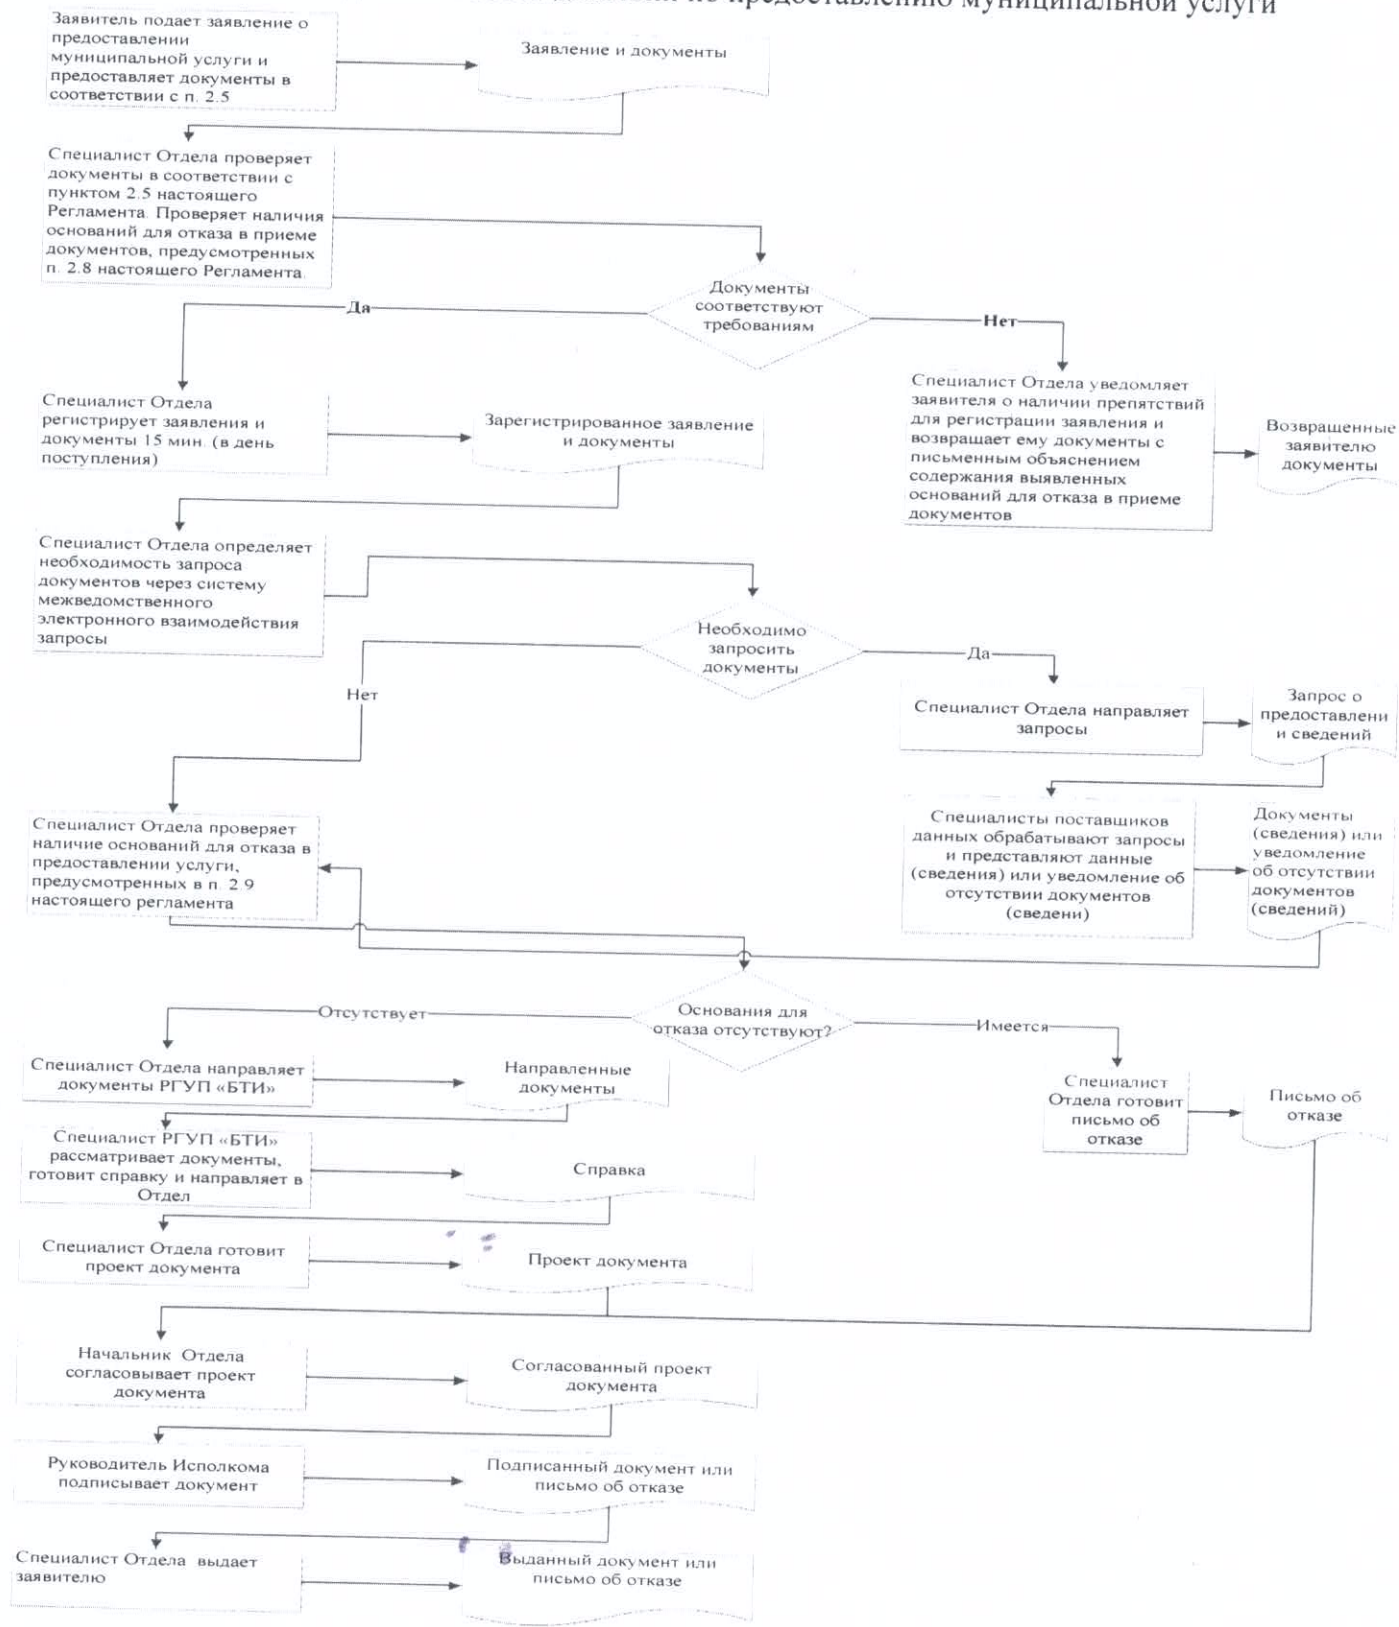 по предоставлению муниципальной услуги
Заявитель подает заявление о
предоставлении
муниципальной услуги и
предоставляет документы в
соответствии с п. 2.5
Заявление и документы
Специалист Отдела проверяет
документы в соответствии с
пунктом 2.5 настоящего
Регламента. Проверяет наличия
оснований для отказа в приеме
документов, предусмотренных
п. 2.8 настоящего Регламента.
Документы
соответствуют
требованиям
Да
Нет
Специалист Отдела
регистрирует заявления и
документы 15 мин. (в день
поступления)
Зарегистрированное заявление
и документы
Специалист Отдела уведомляет
заявителя о наличии препятствий
для регистрации заявления и
возвращает ему документы с
письменным объяснением
содержания выявленных
оснований для отказа в приеме
документов
Возвращенные
заявителю
документы
Специалист Отдела определяет
необходимость запроса
документов через систему
межведомственного
электронного взаимодействия
запросы
Необходимо
запросить
документы
Да
Нет
Специалист Отдела направляет
запросы
Запрос о
предоставлени
и сведений
Специалист Отдела проверяет
наличие оснований для отказа в
предоставлении услуги,
предусмотренных в п. 2.9
настоящего регламента
Специалисты поставщиков
данных обрабатывают запросы
и представляют данные
(сведения) или уведомление об
отсутствии документов
(сведени)
Документы
(сведения) или
уведомление
об отсутствии
документов
(сведений)
Основания для
отказа отсутствуют?
Отсутствует
Имеется
Специалист Отдела направляет
документы РГУП «БТИ»
Направленные
документы
Специалист
Отдела готовит
письмо об
отказе
Письмо об
отказе
Специалист РГУП «БТИ»
рассматривает документы,
готовит справку и направляет в
Отдел
Справка
Специалист Отдела готовит
проект документа
Проект документа
Начальник Отдела
согласовывает проект
документа
Согласованный проект
документа
Руководитель Исполкома
подписывает документ
Подписанный документ или
письмо об отказе
Специалист Отдела выдает
заявителю
Выданный документ или
письмо об отказе